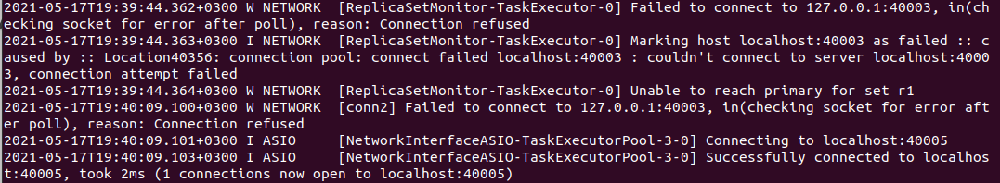 2021-05-17T19:39:44.362+0300 W NETWORK  [ReplicaSetMonitor-TaskExecutor-0] Failed to connect to 127.0.0.1:40003, in(ch
ecking socket for error after poll), reason: Connection refused
2021-05-17T19:39:44.363+0300 I NETWORK  [ReplicaSetMonitor-TaskExecutor-0] Marking host localhost:40003 as failed :: c
aused by :: Location40356: connection pool: connect failed localhost:40003 : couldn't connect to server localhost:4000
3, connection attempt failed
2021-05-17T19:39:44.364+0300 W NETWORK  [ReplicaSetMonitor-TaskExecutor-0] Unable to reach primary for set r1
2021-05-17T19:40:09.100+0300 W NETWORK  [conn2] Failed to connect to 127.0.0.1:40003, in(checking socket for error aft
er poll), reason: Connection refused
2021-05-17T19:40:09.101+0300 I ASIO     [NetworkInterfaceASIO-TaskExecutorPool-3-0] Connecting to localhost:40005
2021-05-17T19:40:09.103+0300 I ASIO     [NetworkInterfaceASIO-TaskExecutorPool-3-0] Successfully connected to localhos
t:40005, took 2ms (1 connections now open to localhost:40005)